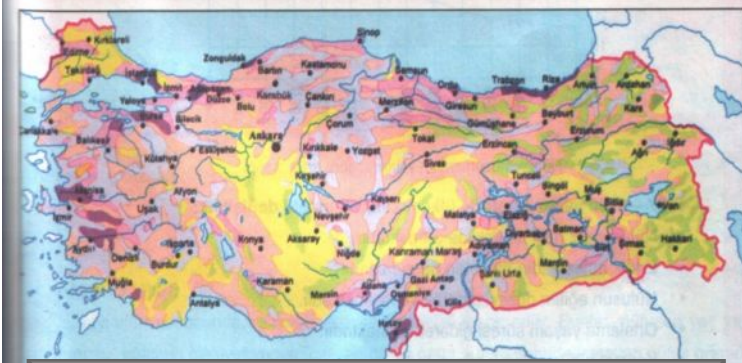 Sinop
Kırklareli
Edirne
Zonguldak
Kastamonu
Bartın
Tekirdağ
İstanbul
Samsun
Ordu
Trabzon
Rize
Artvin
Ardahan
İzmit
Düzce
Karabük
Yalova
Bolu
Çankırı
Merzifon
Giresun
Kars
Çanakkale
Bursa
Bilecik
Çorum
Gümüşhane
Bayburt
Balıkesir
Ankara
Tokat
Erzincan
Erzurum
Iğdır
Ağrı
Eskişehir
Kütahya
Kırıkkale
Yozgat
Sivas
Kırşehir
Tunceli
Bingöl
Muş
Manisa
Afyon
Uşak
Kayseri
Nevşehir
Malatya
Elazığ
Bitlis
Van
İzmir
Aksaray
Diyarbakır
Batman
Siirt
Konya
Isparta
Niğde
Kahraman Maraş
Adıyaman
Şırnak
Hakkari
Aydın
Denizli
Burdur
Mardin
Muğla
Karaman
Adana
Gazi Antep
Şanlı Urfa
Osmaniye
Antalya
Mersin
Kilis
Hatay